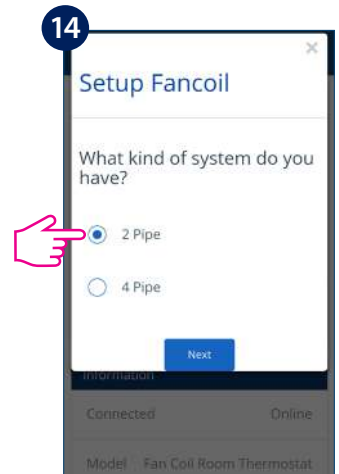 14
×
Setup Fancoil
What kind of system do you
have?
2 Pipe
4 Pipe
Next
Information
Connected Online
Model Fan Coil Room Thermostat